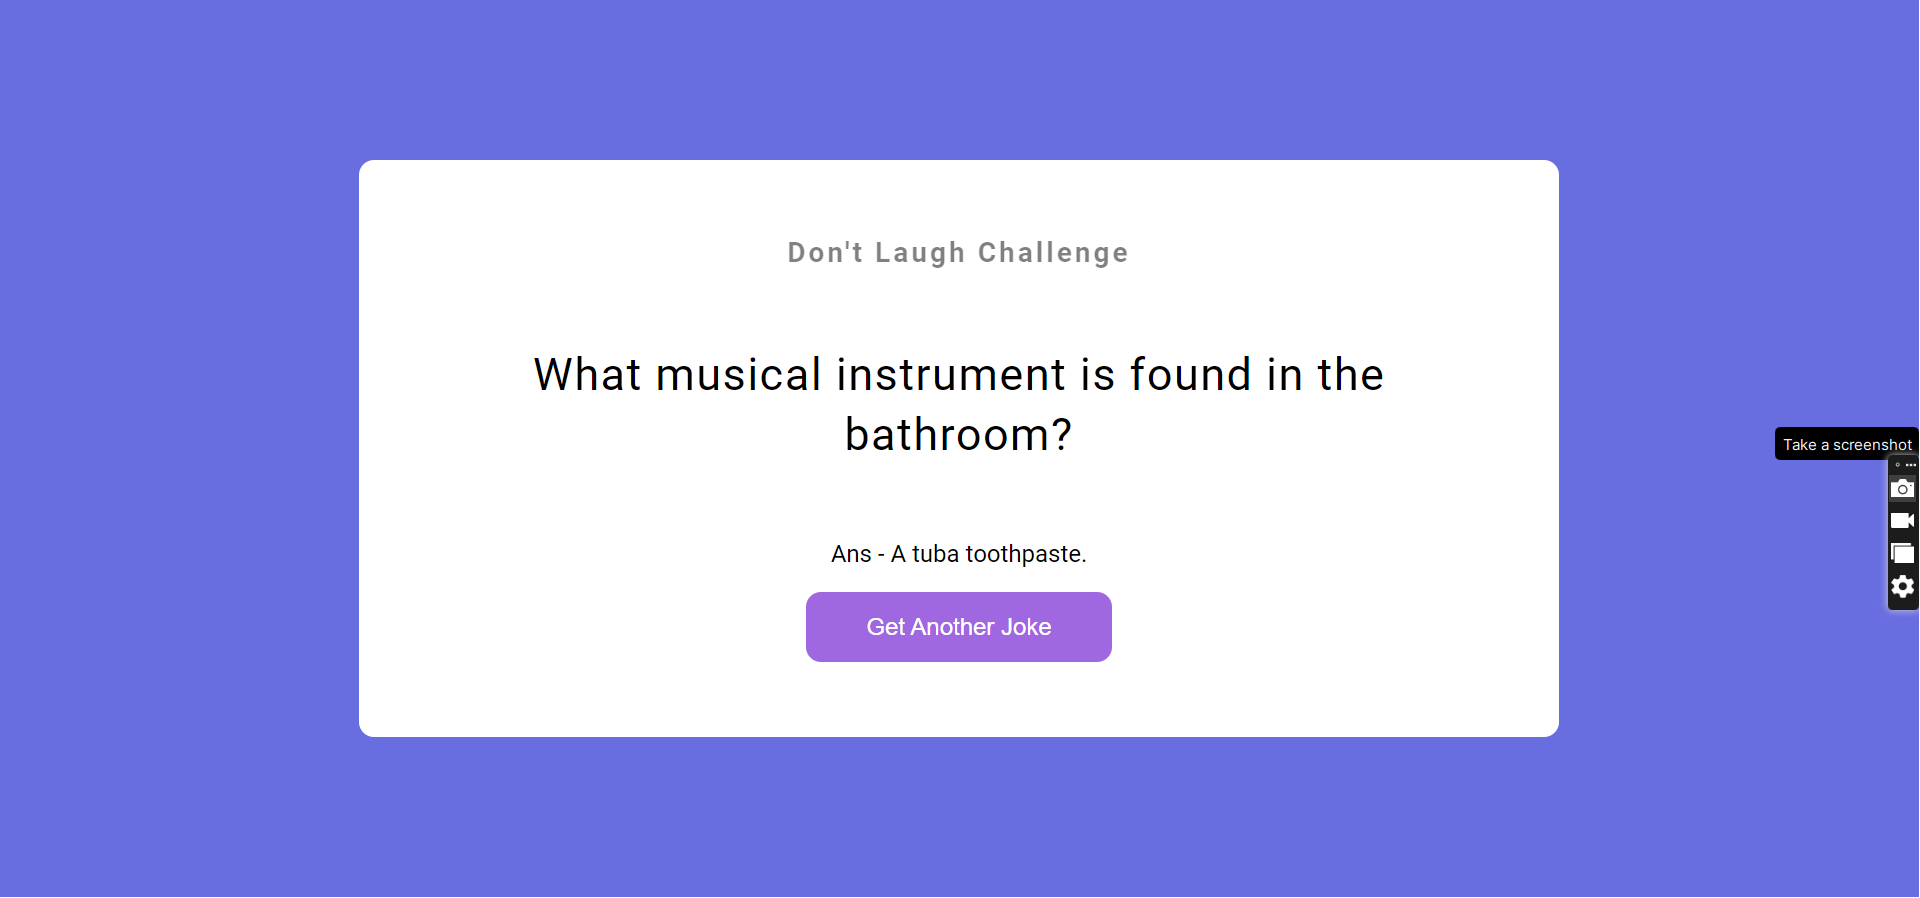 Don't Laugh Challenge
What musical instrument is found in the
bathroom?
Take a screenshot
Ans - A tuba toothpaste.
Get Another Joke